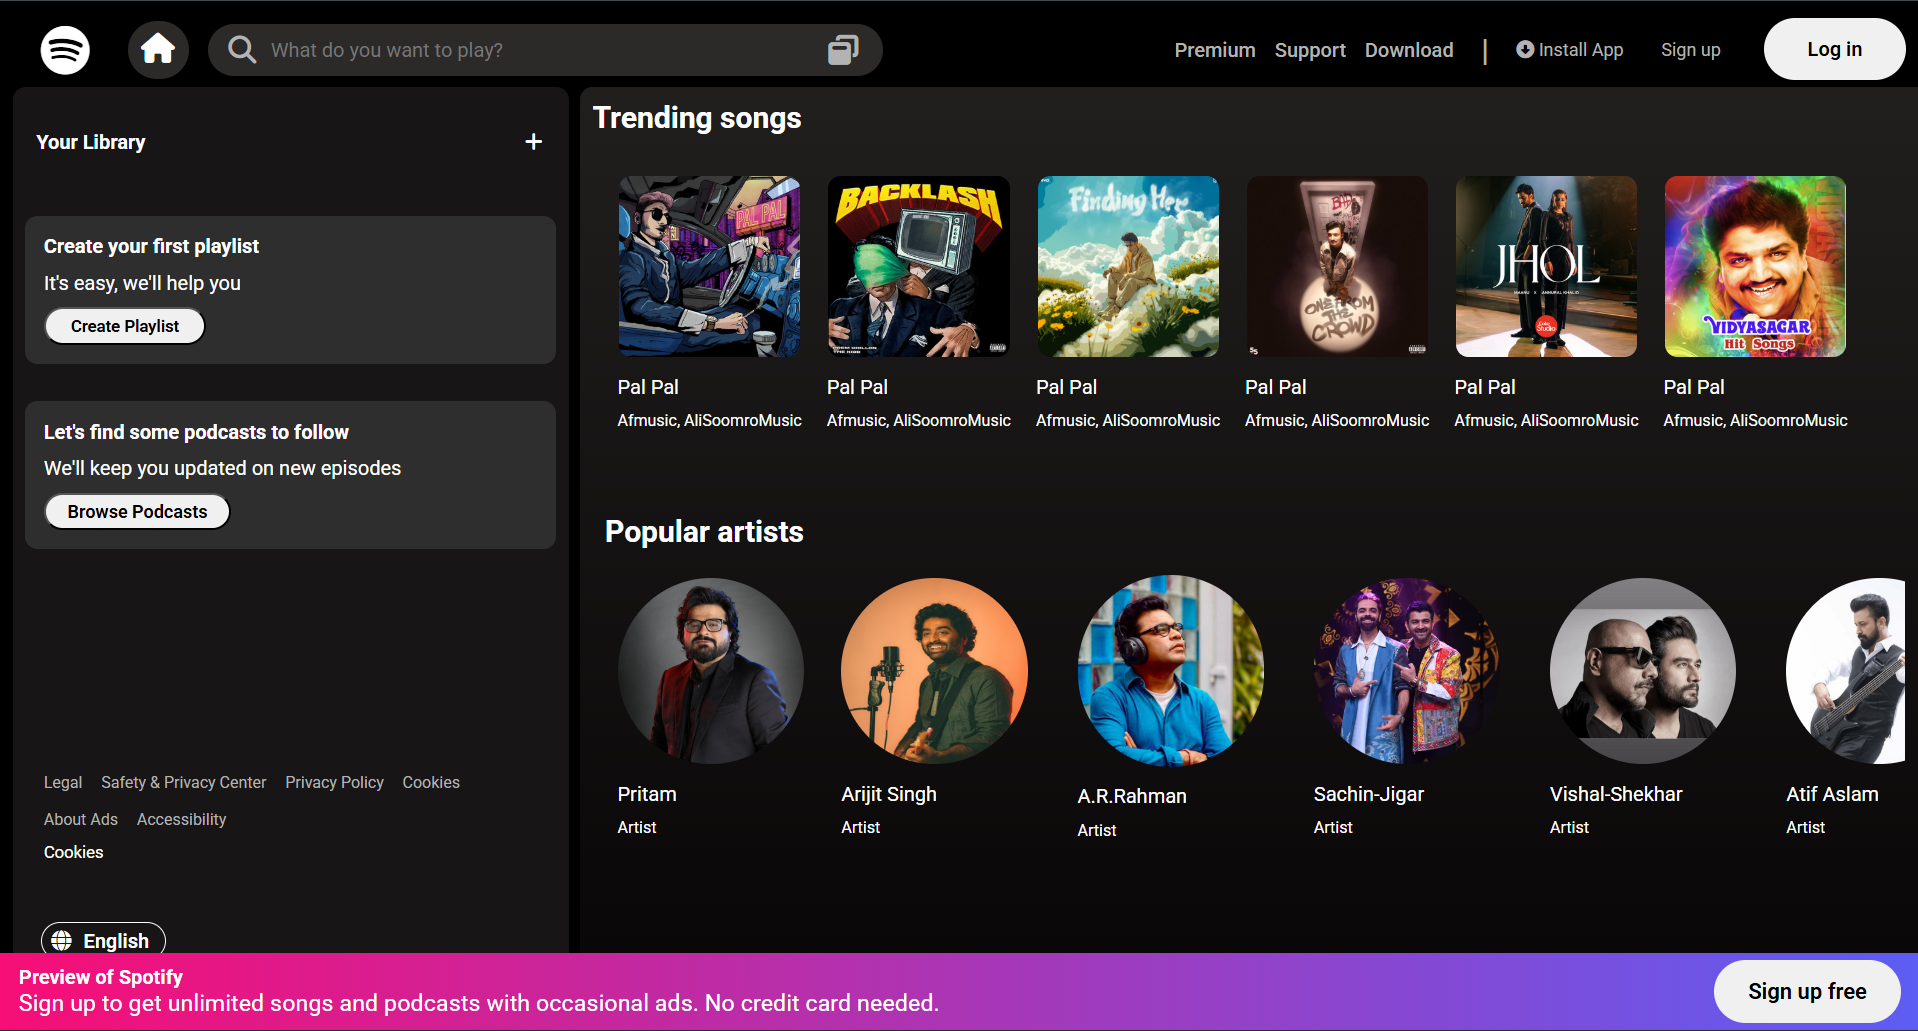 What do you want to play?
Premium Support Download | Install App Sign up Log in
Your Library +
Create your first playlist
It's easy, we'll help you
Create Playlist
Let's find some podcasts to follow
We'll keep you updated on new episodes
Browse Podcasts
Legal Safety & Privacy Center Privacy Policy Cookies
About Ads Accessibility
Cookies
English
Trending songs
PAL PAL
BACKLASH
Finding Her
BAD
ONE FROM
THE
CROWD
JHOL
MAANU X ANNURAL KHALID
Coke
Studio
VIDYASAGAR
Hit Songs
Pal Pal Pal Pal Pal Pal Pal Pal Pal Pal Pal Pal
Afmusic, AliSoomroMusic Afmusic, AliSoomroMusic Afmusic, AliSoomroMusic Afmusic, AliSoomroMusic Afmusic, AliSoomroMusic Afmusic, AliSoomroMusic
Popular artists
Pritam Arijit Singh A.R.Rahman Sachin-Jigar Vishal-Shekhar Atif Aslam
Artist Artist Artist Artist Artist Artist
Preview of Spotify
Sign up to get unlimited songs and podcasts with occasional ads. No credit card needed.
Sign up free